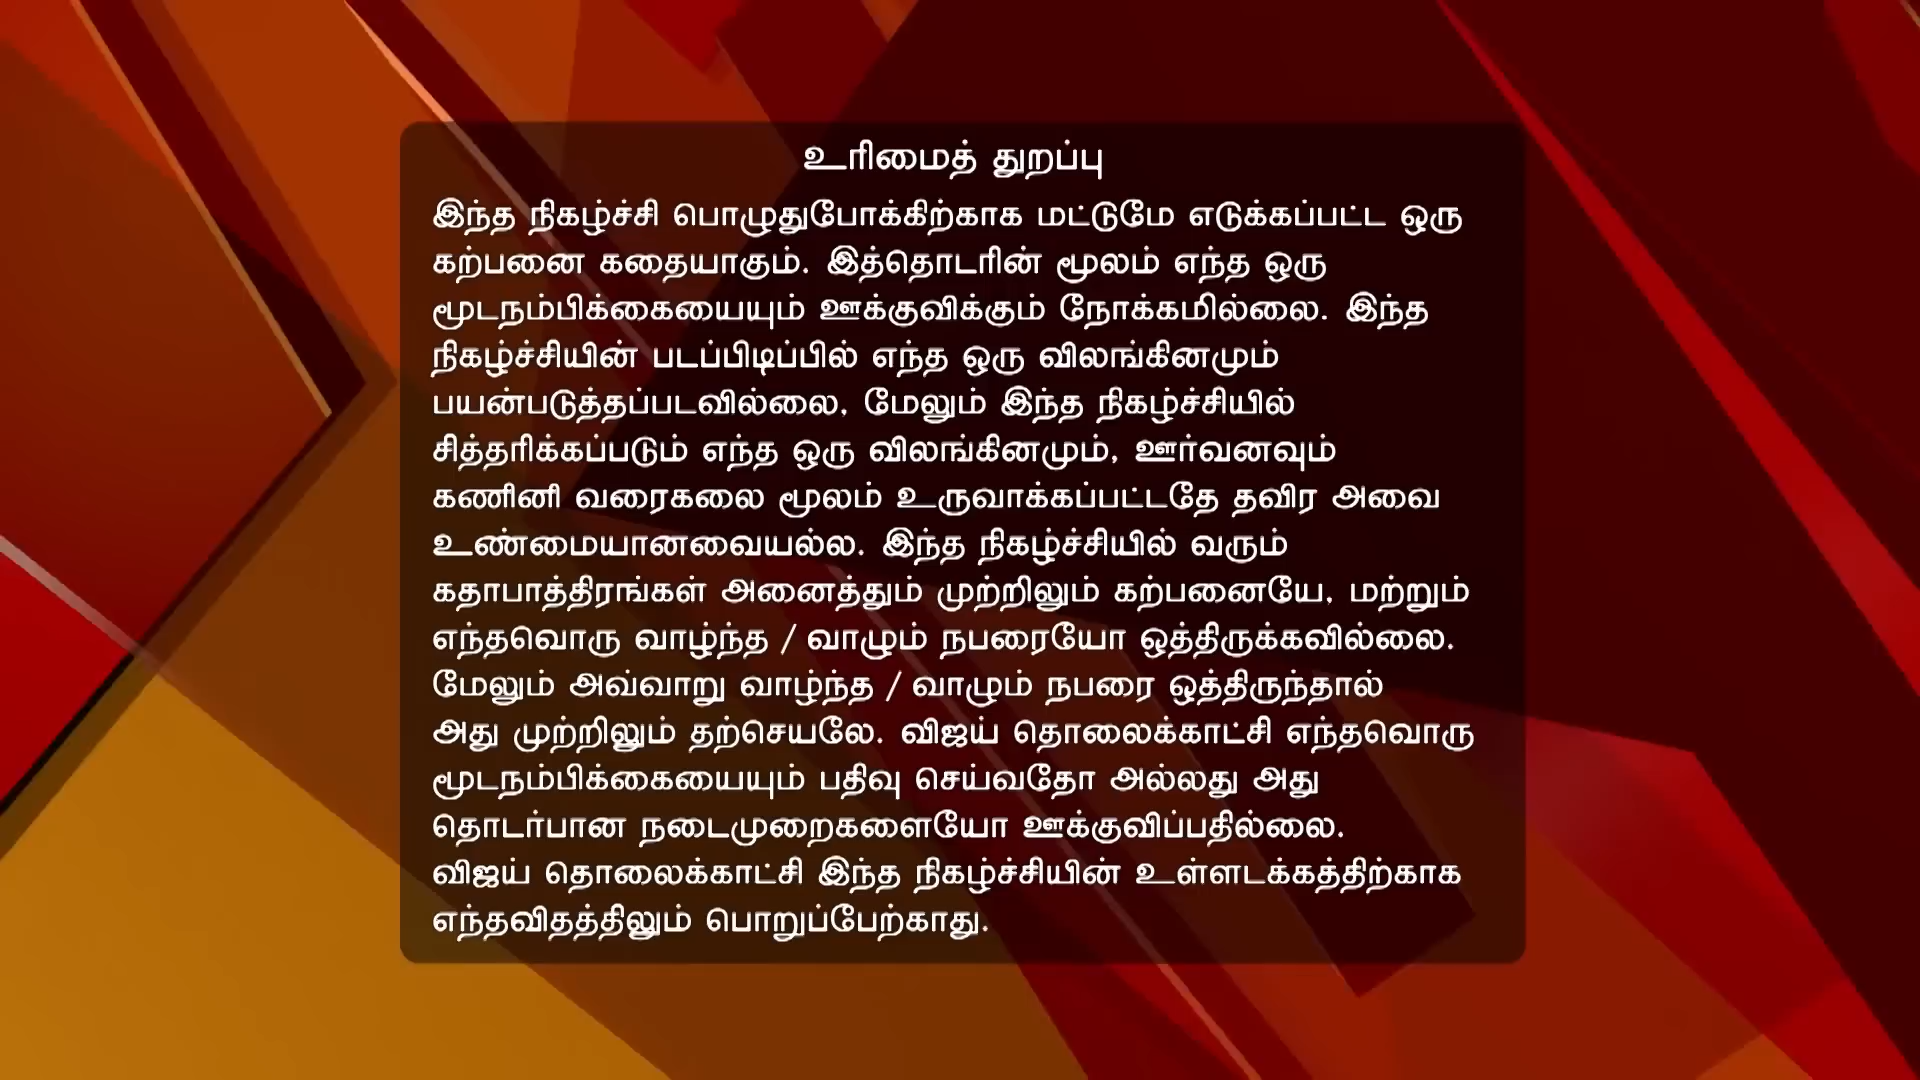 உரிமைத் துறப்பு
இந்த நிகழ்ச்சி பொழுதுபோக்கிற்காக மட்டுமே எடுக்கப்பட்ட ஒரு
கற்பனை கதையாகும். இத்தொடரின் மூலம் எந்த ஒரு
மூடநம்பிக்கையையும் ஊக்குவிக்கும் நோக்கமில்லை. இந்த
நிகழ்ச்சியின் படப்பிடிப்பில் எந்த ஒரு விலங்கினமும்
பயன்படுத்தப்படவில்லை, மேலும் இந்த நிகழ்ச்சியில்
சித்தரிக்கப்படும் எந்த ஒரு விலங்கினமும், ஊர்வனவும்
கணினி வரைகலை மூலம் உருவாக்கப்பட்டதே தவிர அவை
உண்மையானவையல்ல. இந்த நிகழ்ச்சியில் வரும்
கதாபாத்திரங்கள் அனைத்தும் முற்றிலும் கற்பனையே, மற்றும்
எந்தவொரு வாழ்ந்த / வாழும் நபரையோ ஒத்திருக்கவில்லை.
மேலும் அவ்வாறு வாழ்ந்த / வாழும் நபரை ஒத்திருந்தால்
அது முற்றிலும் தற்செயலே. விஜய் தொலைக்காட்சி எந்தவொரு
மூடநம்பிக்கையையும் பதிவு செய்வதோ அல்லது அது
தொடர்பான நடைமுறைகளையோ ஊக்குவிப்பதில்லை.
விஜய் தொலைக்காட்சி இந்த நிகழ்ச்சியின் உள்ளடக்கத்திற்காக
எந்தவிதத்திலும் பொறுப்பேற்காது.